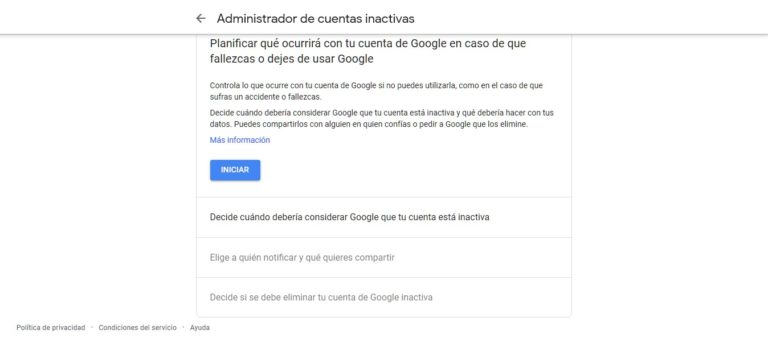 Administrador de cuentas inactivas
Planificar qué ocurrirá con tu cuenta de Google en caso de que
fallezcas o dejes de usar Google
Controla lo que ocurre con tu cuenta de Google si no puedes utilizarla, como en el caso de que
sufras un accidente o fallezcas.
Decide cuándo debería considerar Google que tu cuenta está inactiva y qué debería hacer con tus
datos. Puedes compartirlos con alguien en quien confías o pedir a Google que los elimine.
Más información
INICIAR
Decide cuándo debería considerar Google que tu cuenta está inactiva
Elige a quién notificar y qué quieres compartir
Decide si se debe eliminar tu cuenta de Google inactiva
Política de privacidad · Condiciones del servicio · Ayuda